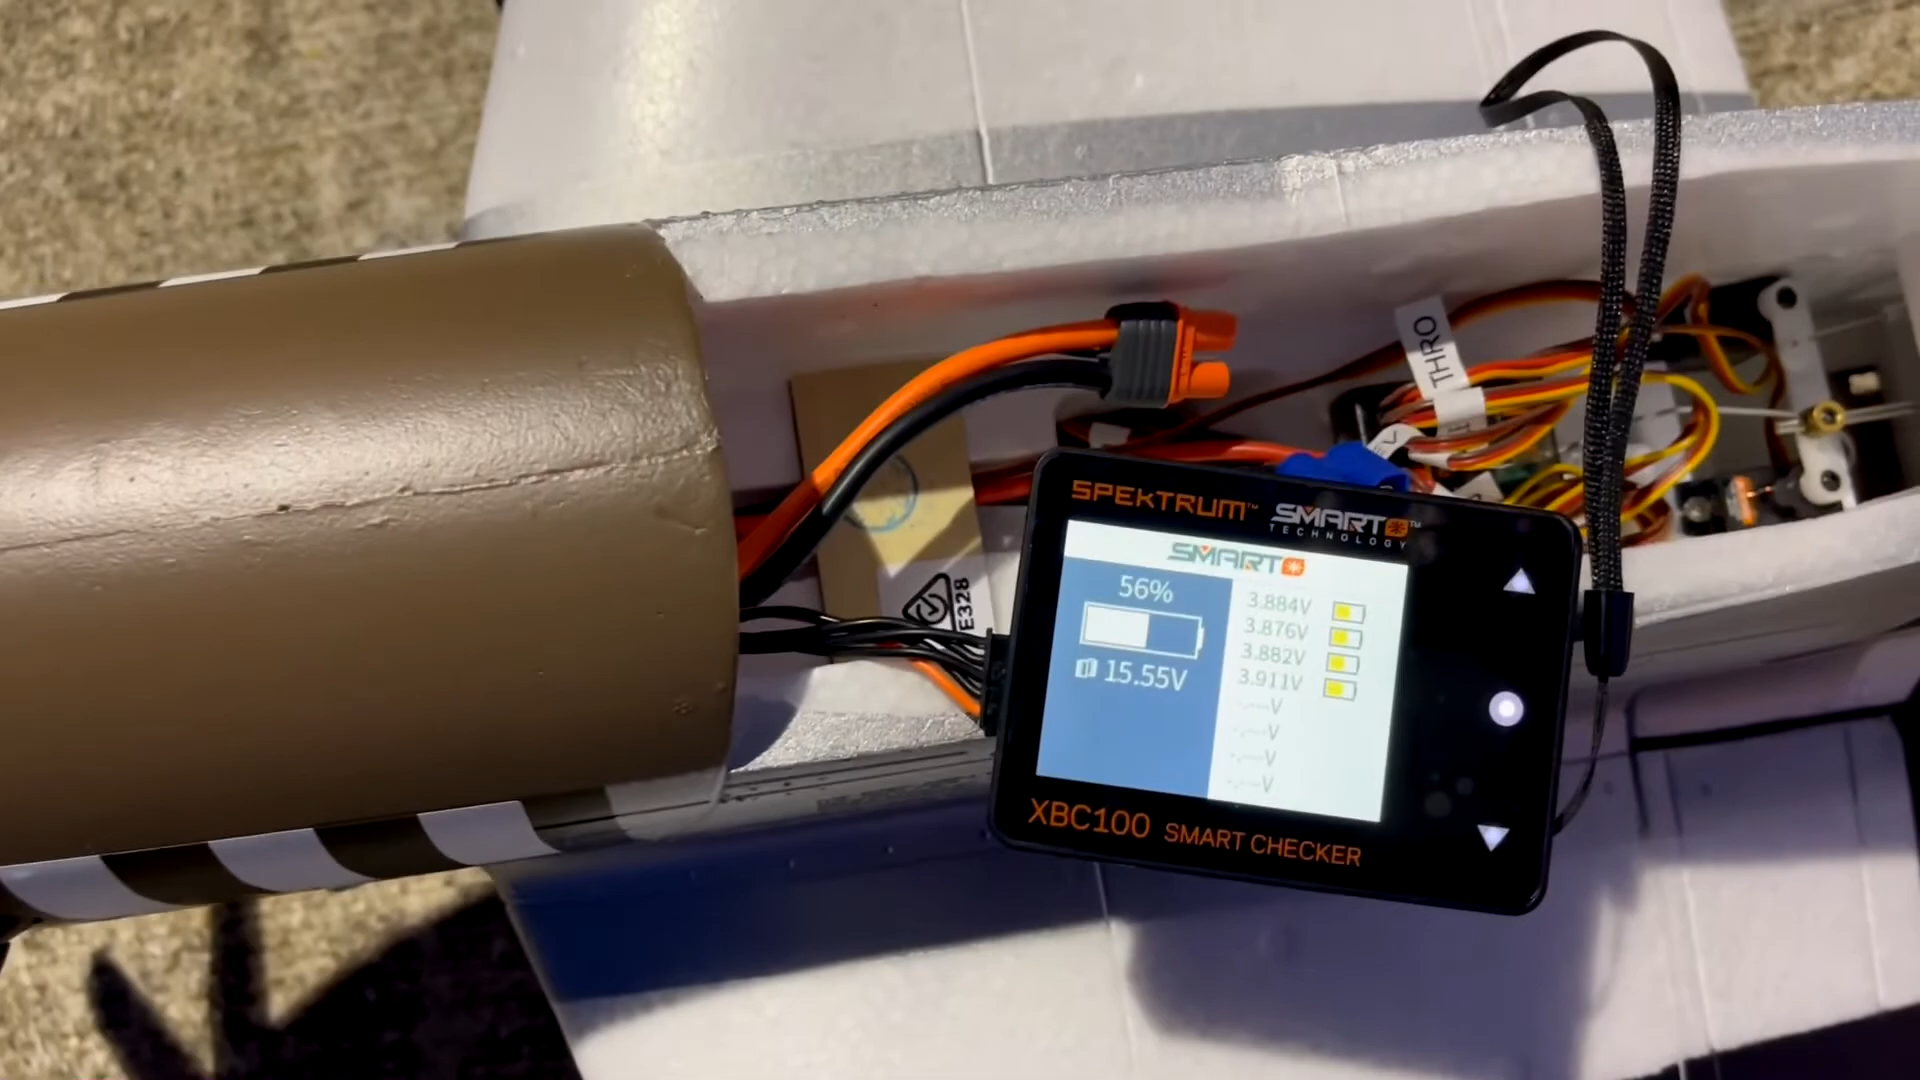 THRO
SPEKTRUM™ SMART™
TECHNOLOGY
SMART
56%
15.55V
3.884V
3.876V
3.882V
3.911V
-.---V
-.---V
-.---V
-.---V
E328
XBC100 SMART CHECKER